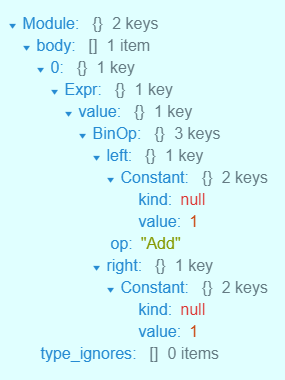 Module: {} 2 keys
body: [] 1 item
0: {} 1 key
Expr: {} 1 key
value: {} 1 key
BinOp: {} 3 keys
left: {} 1 key
Constant: {} 2 keys
kind: null
value: 1
op: "Add"
right: {} 1 key
Constant: {} 2 keys
kind: null
value: 1
type_ignores: [] 0 items